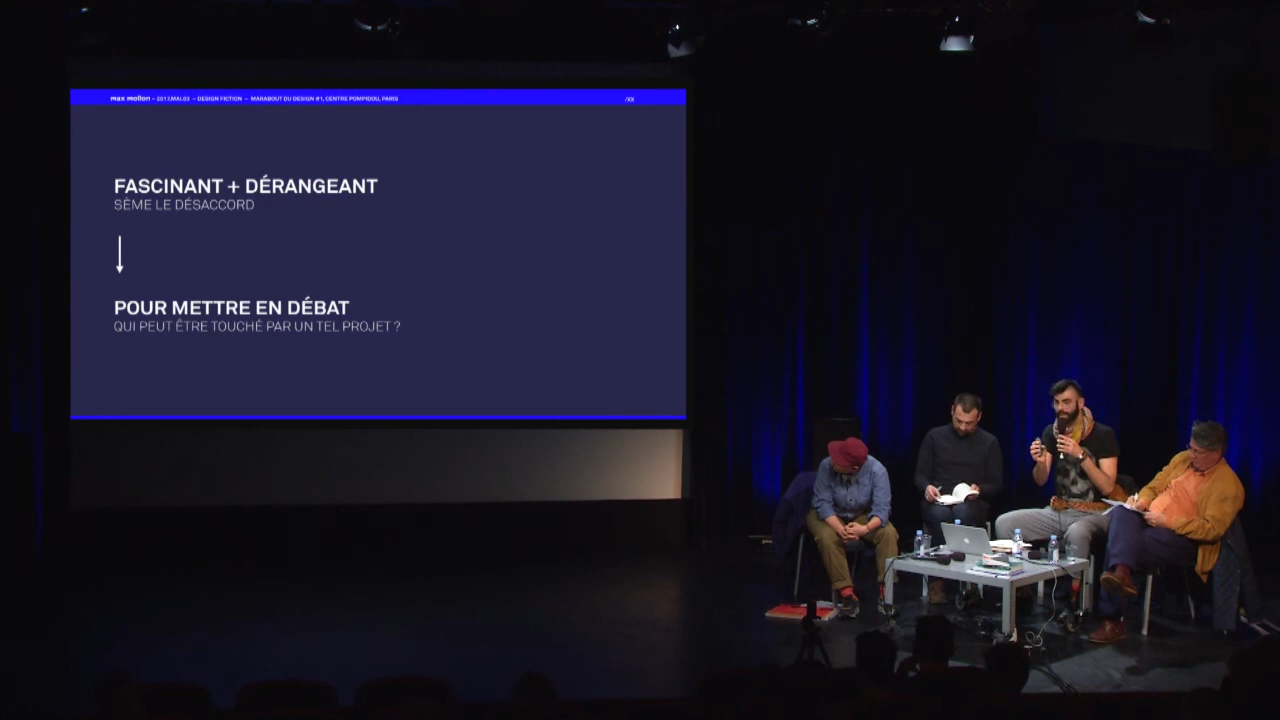 max mollon – 2017.MAI.03 – DESIGN FICTION – MARABOUT DU DESIGN #1, CENTRE POMPIDOU, PARIS
/XX
FASCINANT + DÉRANGEANT
SÈME LE DÉSACCORD
POUR METTRE EN DÉBAT
QUI PEUT ÊTRE TOUCHÉ PAR UN TEL PROJET ?